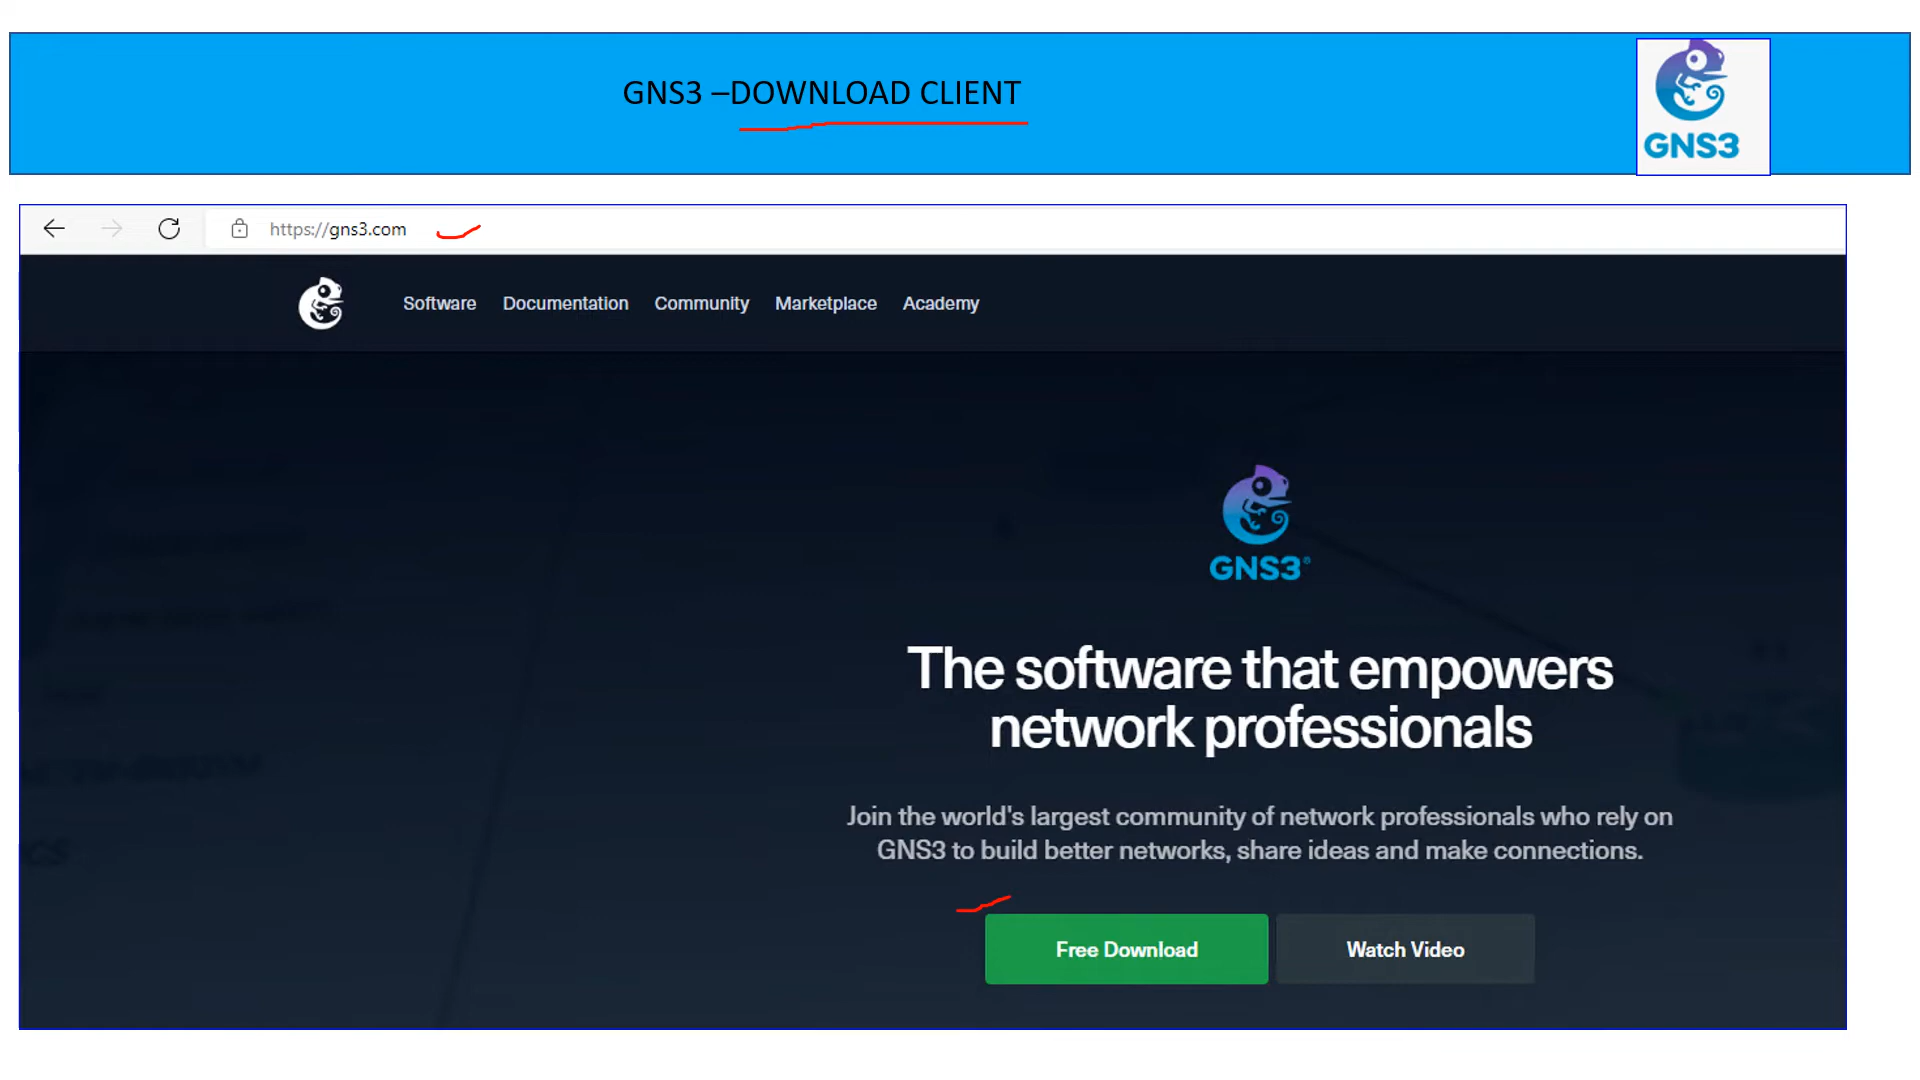 GNS3 –DOWNLOAD CLIENT
GNS3
https://gns3.com
Software Documentation Community Marketplace Academy
GNS3®
The software that empowers
network professionals
Join the world's largest community of network professionals who rely on
GNS3 to build better networks, share ideas and make connections.
Free Download Watch Video